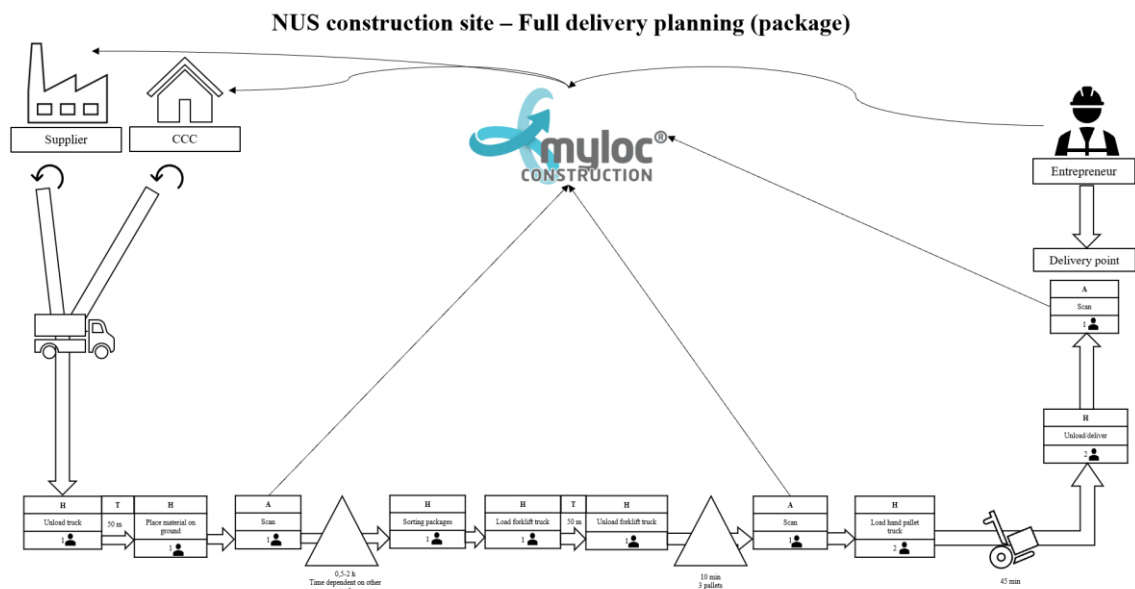 NUS construction site – Full delivery planning (package)
Supplier
CCC
myloc®
CONSTRUCTION
Entrepreneur
Delivery point
A
Scan
1
H
Unload/deliver
2
H
Unload truck
1
T
50 m
H
Place material on
ground
1
A
Scan
1
0,5-2 h
Time dependent on other
H
Sorting packages
1
H
Load forklift truck
1
T
50 m
H
Unload forklift truck
1
10 min
3 pallets
A
Scan
1
H
Load hand pallet
truck
2
45 min